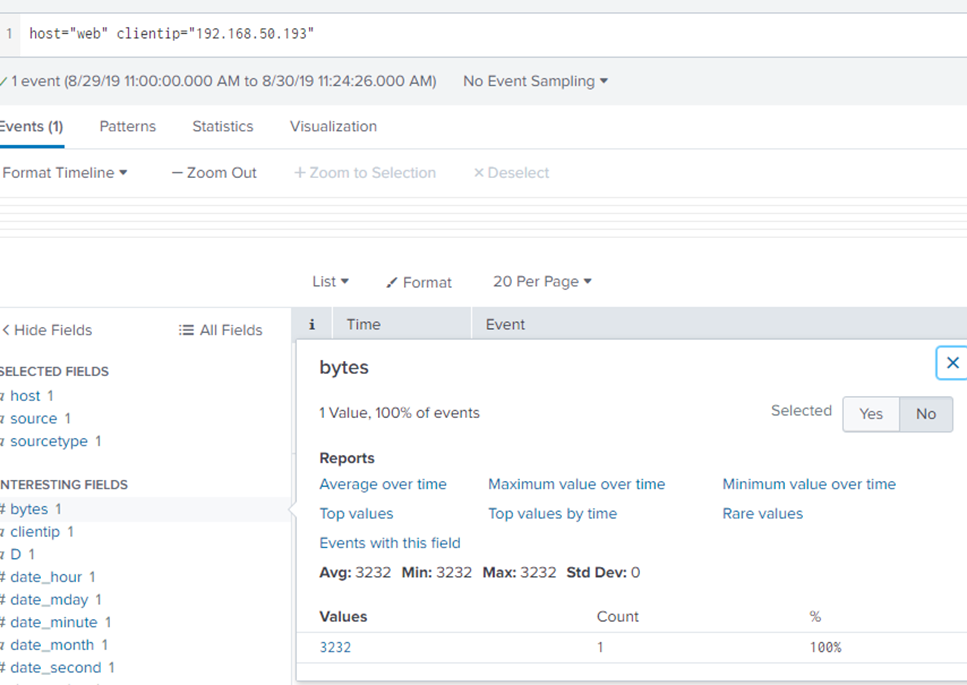 1 host="web" clientip="192.168.50.193"
✓ 1 event (8/29/19 11:00:00.000 AM to 8/30/19 11:24:26.000 AM) No Event Sampling ▾
Events (1) Patterns Statistics Visualization
Format Timeline ▾ — Zoom Out + Zoom to Selection × Deselect
List ▾ Format 20 Per Page ▾
< Hide Fields All Fields i Time Event
SELECTED FIELDS
a host 1
a source 1
a sourcetype 1
INTERESTING FIELDS
# bytes 1
a clientip 1
a D 1
# date_hour 1
# date_mday 1
# date_minute 1
a date_month 1
# date_second 1
bytes ×
1 Value, 100% of events Selected Yes No
Reports
Average over time Maximum value over time Minimum value over time
Top values Top values by time Rare values
Events with this field
Avg: 3232 Min: 3232 Max: 3232 Std Dev: 0
Values Count %
3232 1 100%